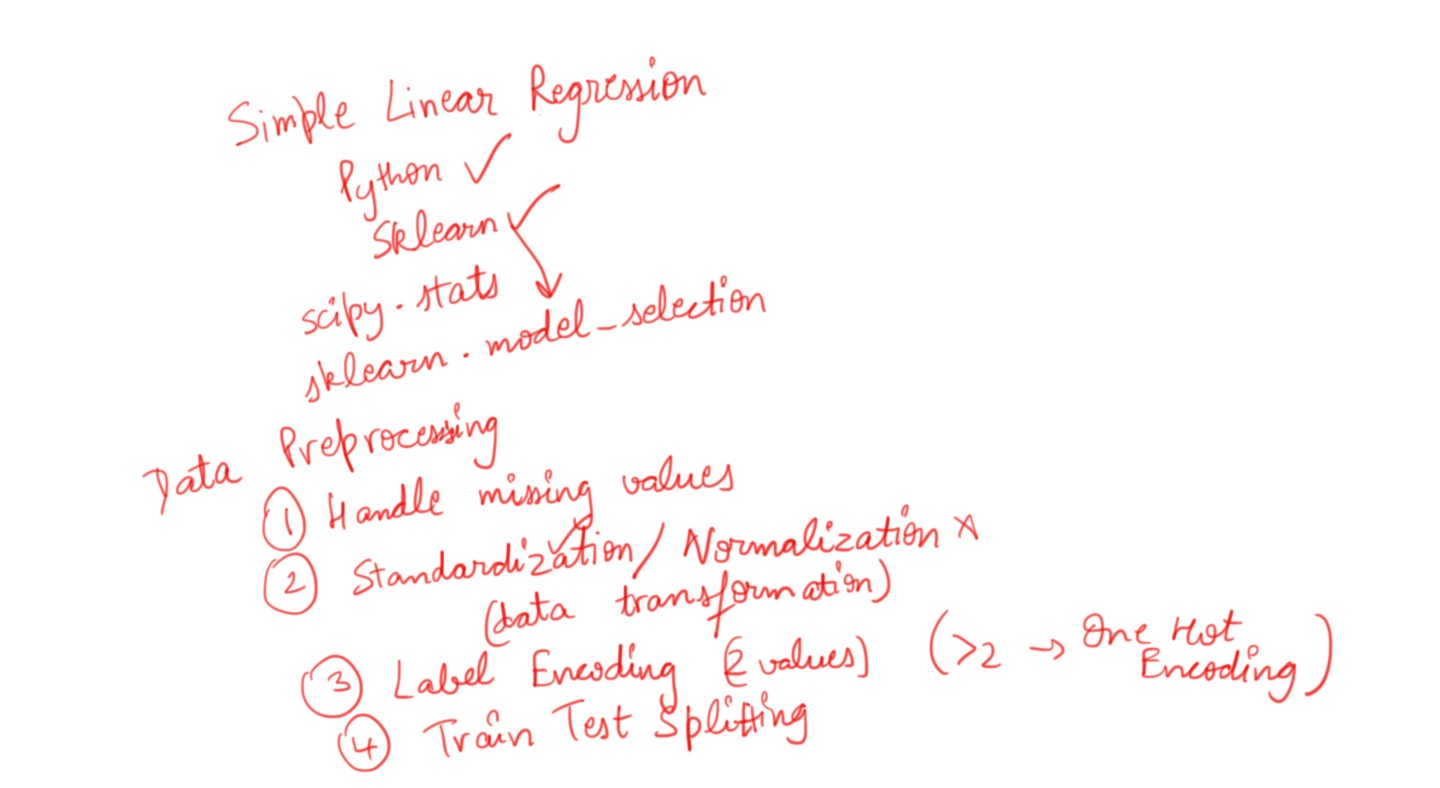 Simple Linear Regression
Python ✓
Sklearn ✓
scipy.stats
sklearn.model_selection
Data Preprocessing
① Handle missing values
② Standardization / Normalization ×
(data transformation)
③ Label Encoding (2 values) (>2 → One Hot Encoding)
④ Train Test Splitting